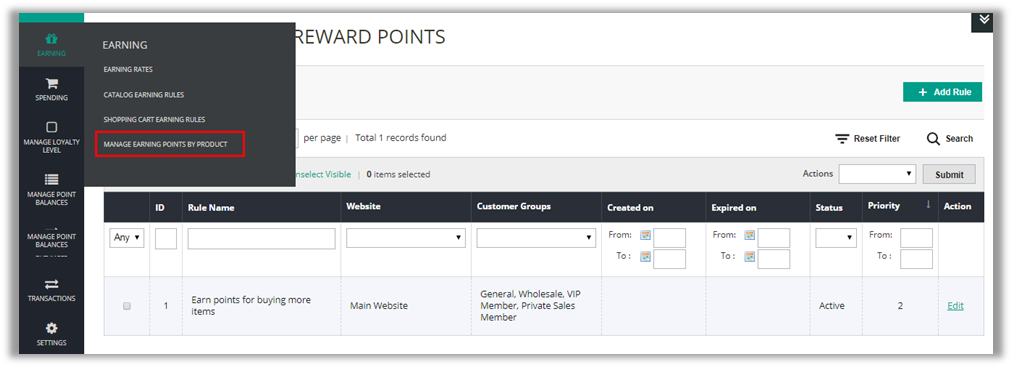 REWARD POINTS
EARNING
EARNING
EARNING RATES
CATALOG EARNING RULES
SHOPPING CART EARNING RULES
MANAGE EARNING POINTS BY PRODUCT
SPENDING
MANAGE LOYALTY
LEVEL
MANAGE POINT
BALANCES
MANAGE POINT
BALANCES
TRANSACTIONS
SETTINGS
+ Add Rule
per page | Total 1 records found
Reset Filter
Search
nselect Visible | 0 items selected
Actions
Submit
ID Rule Name Website Customer Groups Created on Expired on Status Priority ↓ Action
Any From: From: From:
To : To : To :
1 Earn points for buying more
items
Main Website
General, Wholesale, VIP
Member, Private Sales
Member
Active 2 Edit